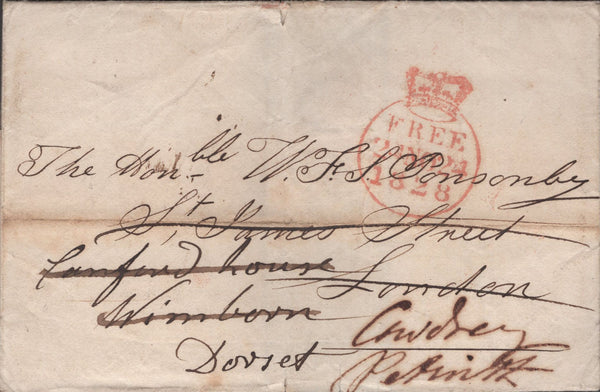 FREE
1828
The Hon.ble W. F. S. Ponsonby
St James Street
Canford house
London
Wimborn
Cowdray
Dorset
Petworth